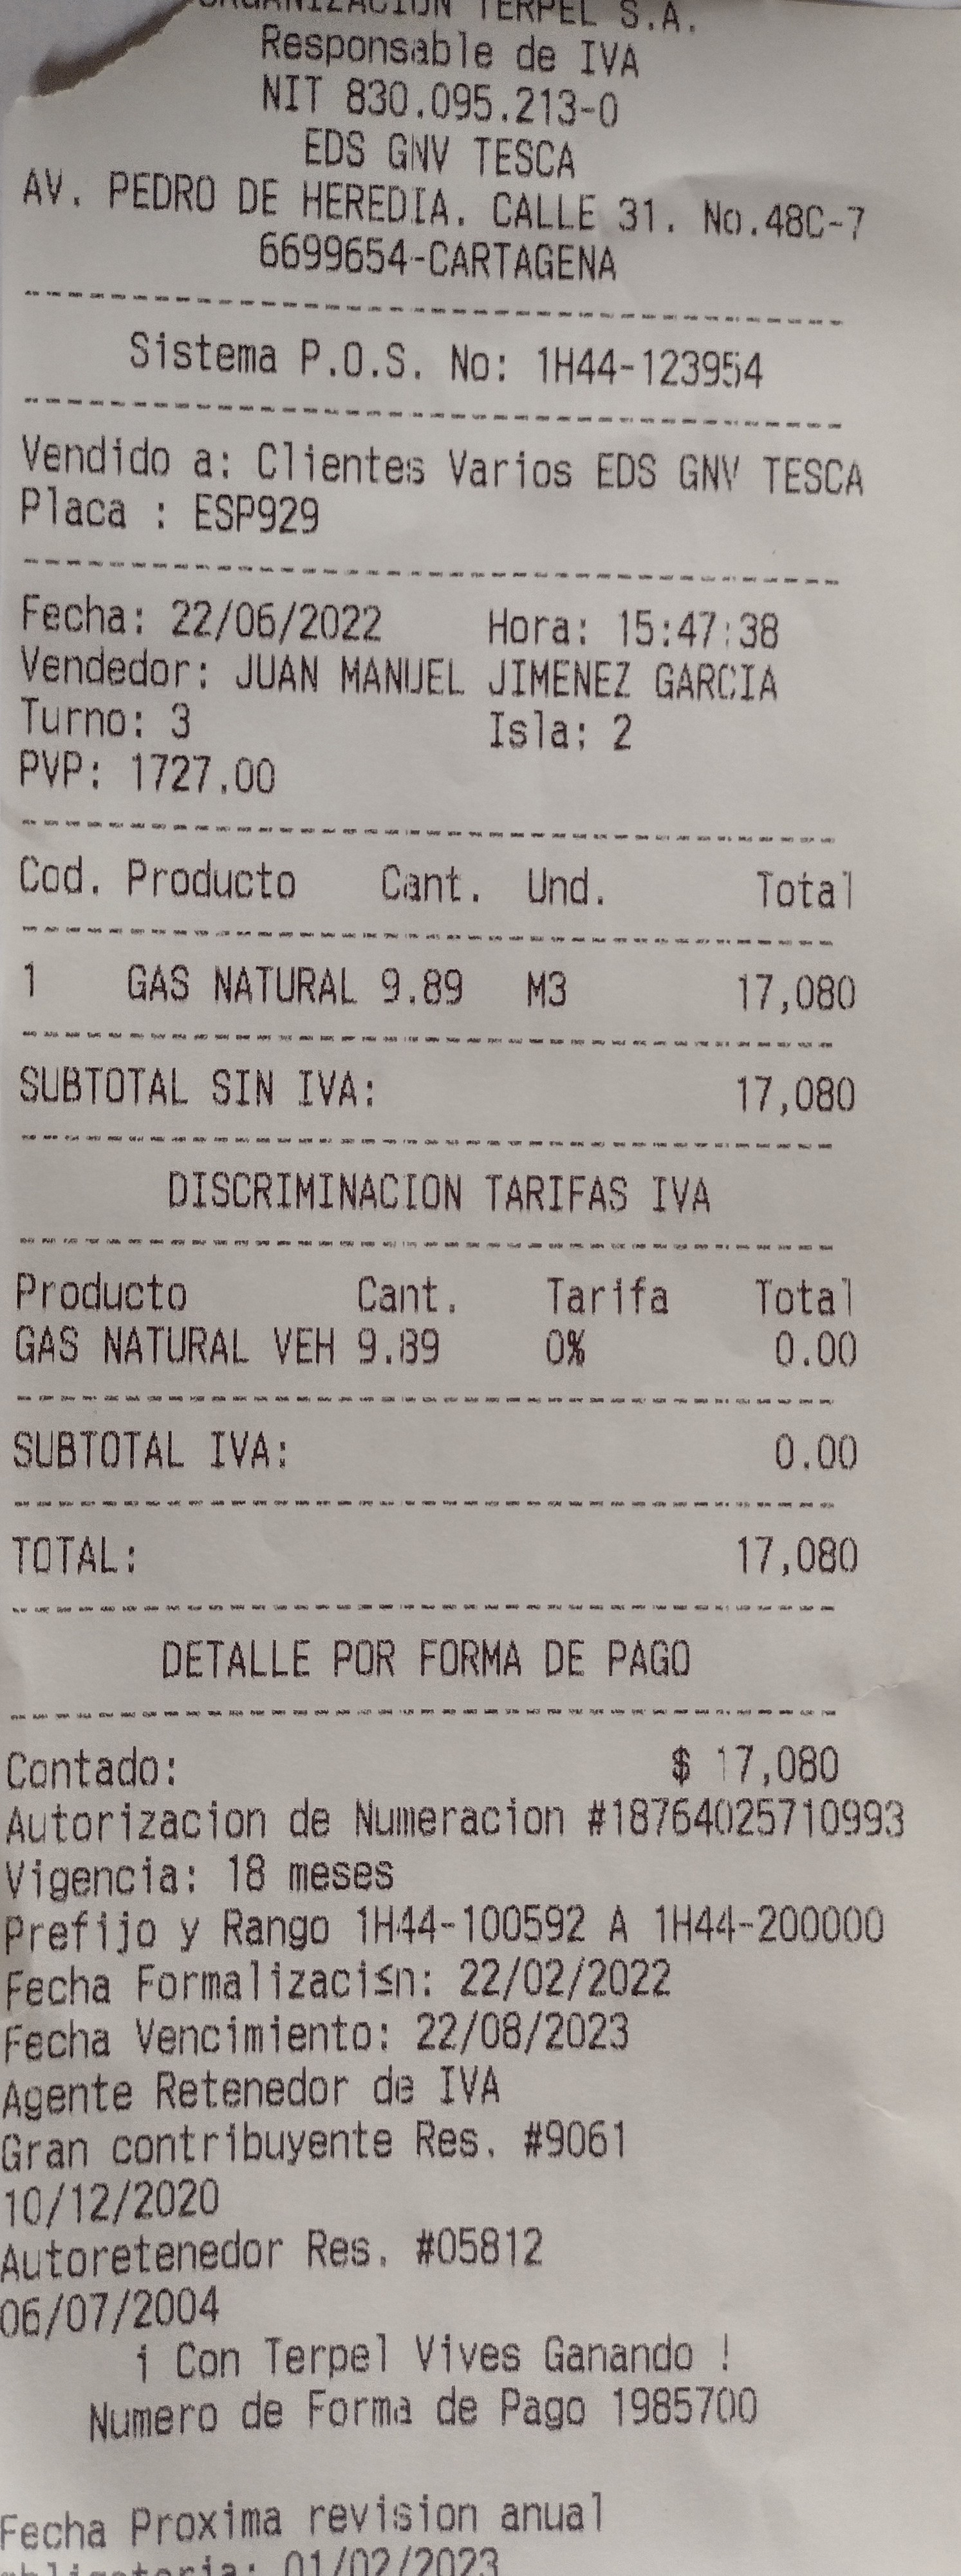 ORGANIZACION TERPEL S.A.
Responsable de IVA
NIT 830.095.213-0
EDS GNV TESCA
AV. PEDRO DE HEREDIA. CALLE 31. No.48C-7
6699654-CARTAGENA
Sistema P.O.S. No: 1H44-123954
Vendido a: Clientes Varios EDS GNV TESCA
Placa : ESP929
Fecha: 22/06/2022 Hora: 15:47:38
Vendedor: JUAN MANUEL JIMENEZ GARCIA
Turno: 3 Isla: 2
PVP: 1727.00
Cod. Producto Cant. Und. Total
1 GAS NATURAL 9.89 M3 17,080
SUBTOTAL SIN IVA: 17,080
DISCRIMINACION TARIFAS IVA
Producto Cant. Tarifa Total
GAS NATURAL VEH 9.89 0% 0.00
SUBTOTAL IVA: 0.00
TOTAL: 17,080
DETALLE POR FORMA DE PAGO
Contado: $ 17,080
Autorizacion de Numeracion #18764025710993
Vigencia: 18 meses
Prefijo y Rango 1H44-100592 A 1H44-200000
Fecha Formalizaci≤n: 22/02/2022
Fecha Vencimiento: 22/08/2023
Agente Retenedor de IVA
Gran contribuyente Res. #9061
10/12/2020
Autoretenedor Res. #05812
06/07/2004
¡ Con Terpel Vives Ganando !
Numero de Forma de Pago 1985700
Fecha Proxima revision anual
obligatoria: 01/02/2023